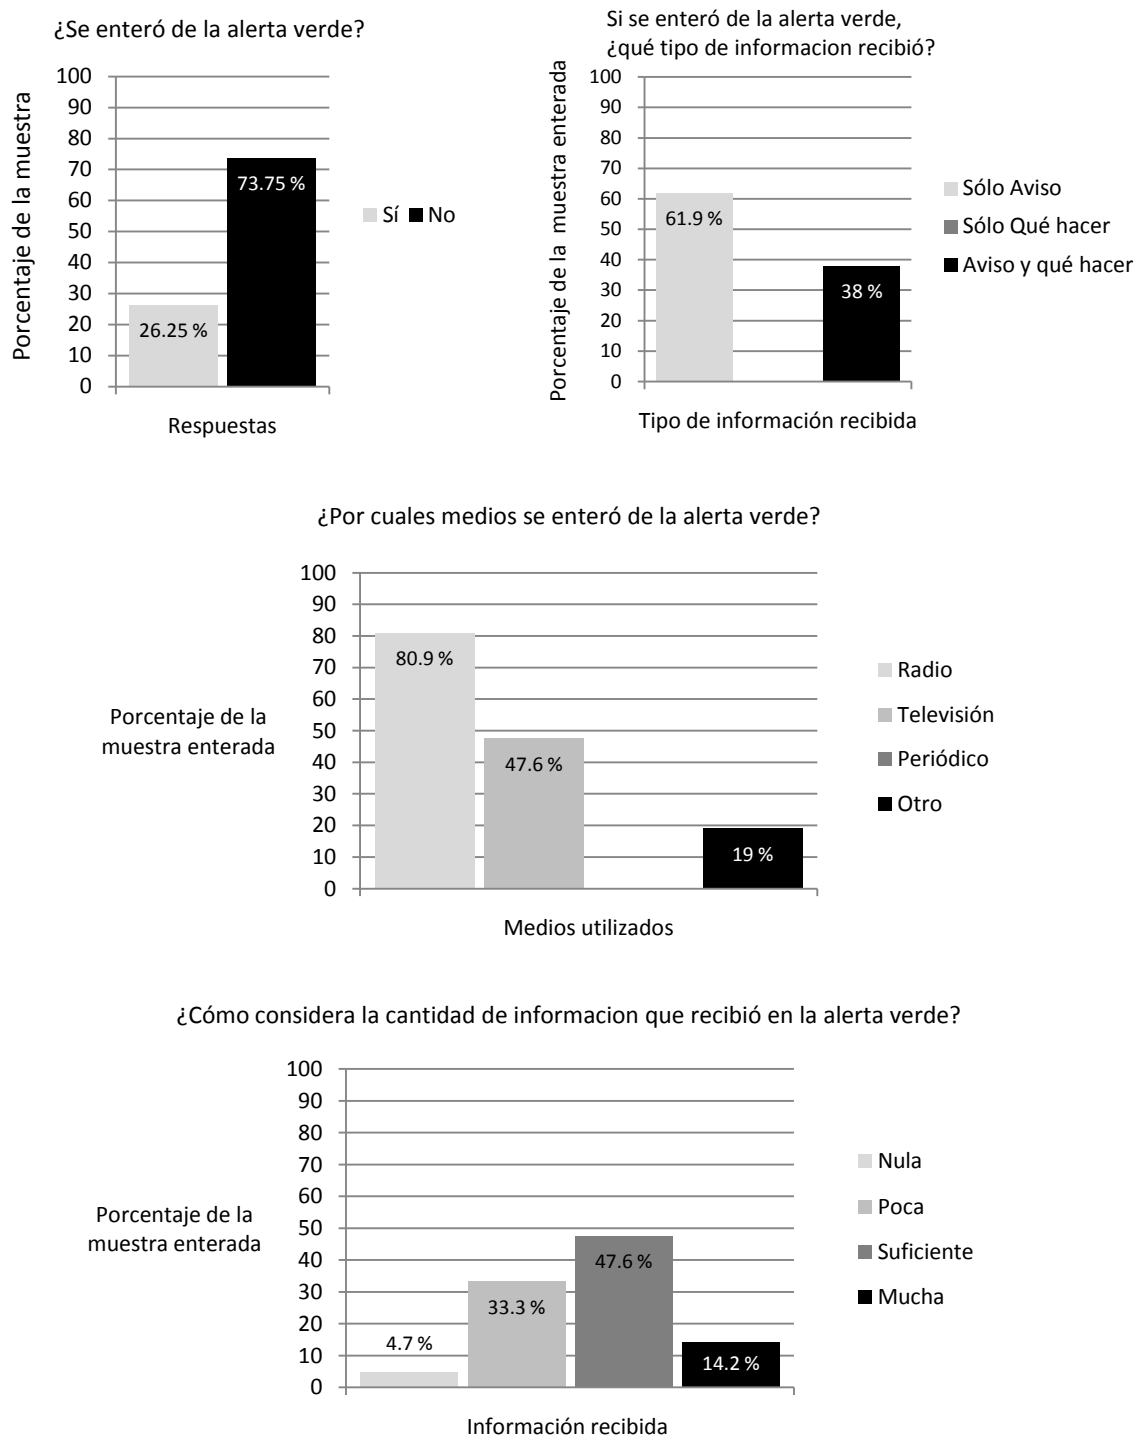 ¿Se enteró de la alerta verde?
Porcentaje de la muestra
100
90
80
70
60
50
40
30
20
10
0
26.25 %
73.75 %
Sí
No
Respuestas
Si se enteró de la alerta verde,
¿qué tipo de informacion recibió?
Porcentaje de la muestra enterada
100
90
80
70
60
50
40
30
20
10
0
61.9 %
38 %
Sólo Aviso
Sólo Qué hacer
Aviso y qué hacer
Tipo de información recibida
¿Por cuales medios se enteró de la alerta verde?
Porcentaje de la
muestra enterada
100
90
80
70
60
50
40
30
20
10
0
80.9 %
47.6 %
19 %
Radio
Televisión
Periódico
Otro
Medios utilizados
¿Cómo considera la cantidad de informacion que recibió en la alerta verde?
Porcentaje de la
muestra enterada
100
90
80
70
60
50
40
30
20
10
0
4.7 %
33.3 %
47.6 %
14.2 %
Nula
Poca
Suficiente
Mucha
Información recibida